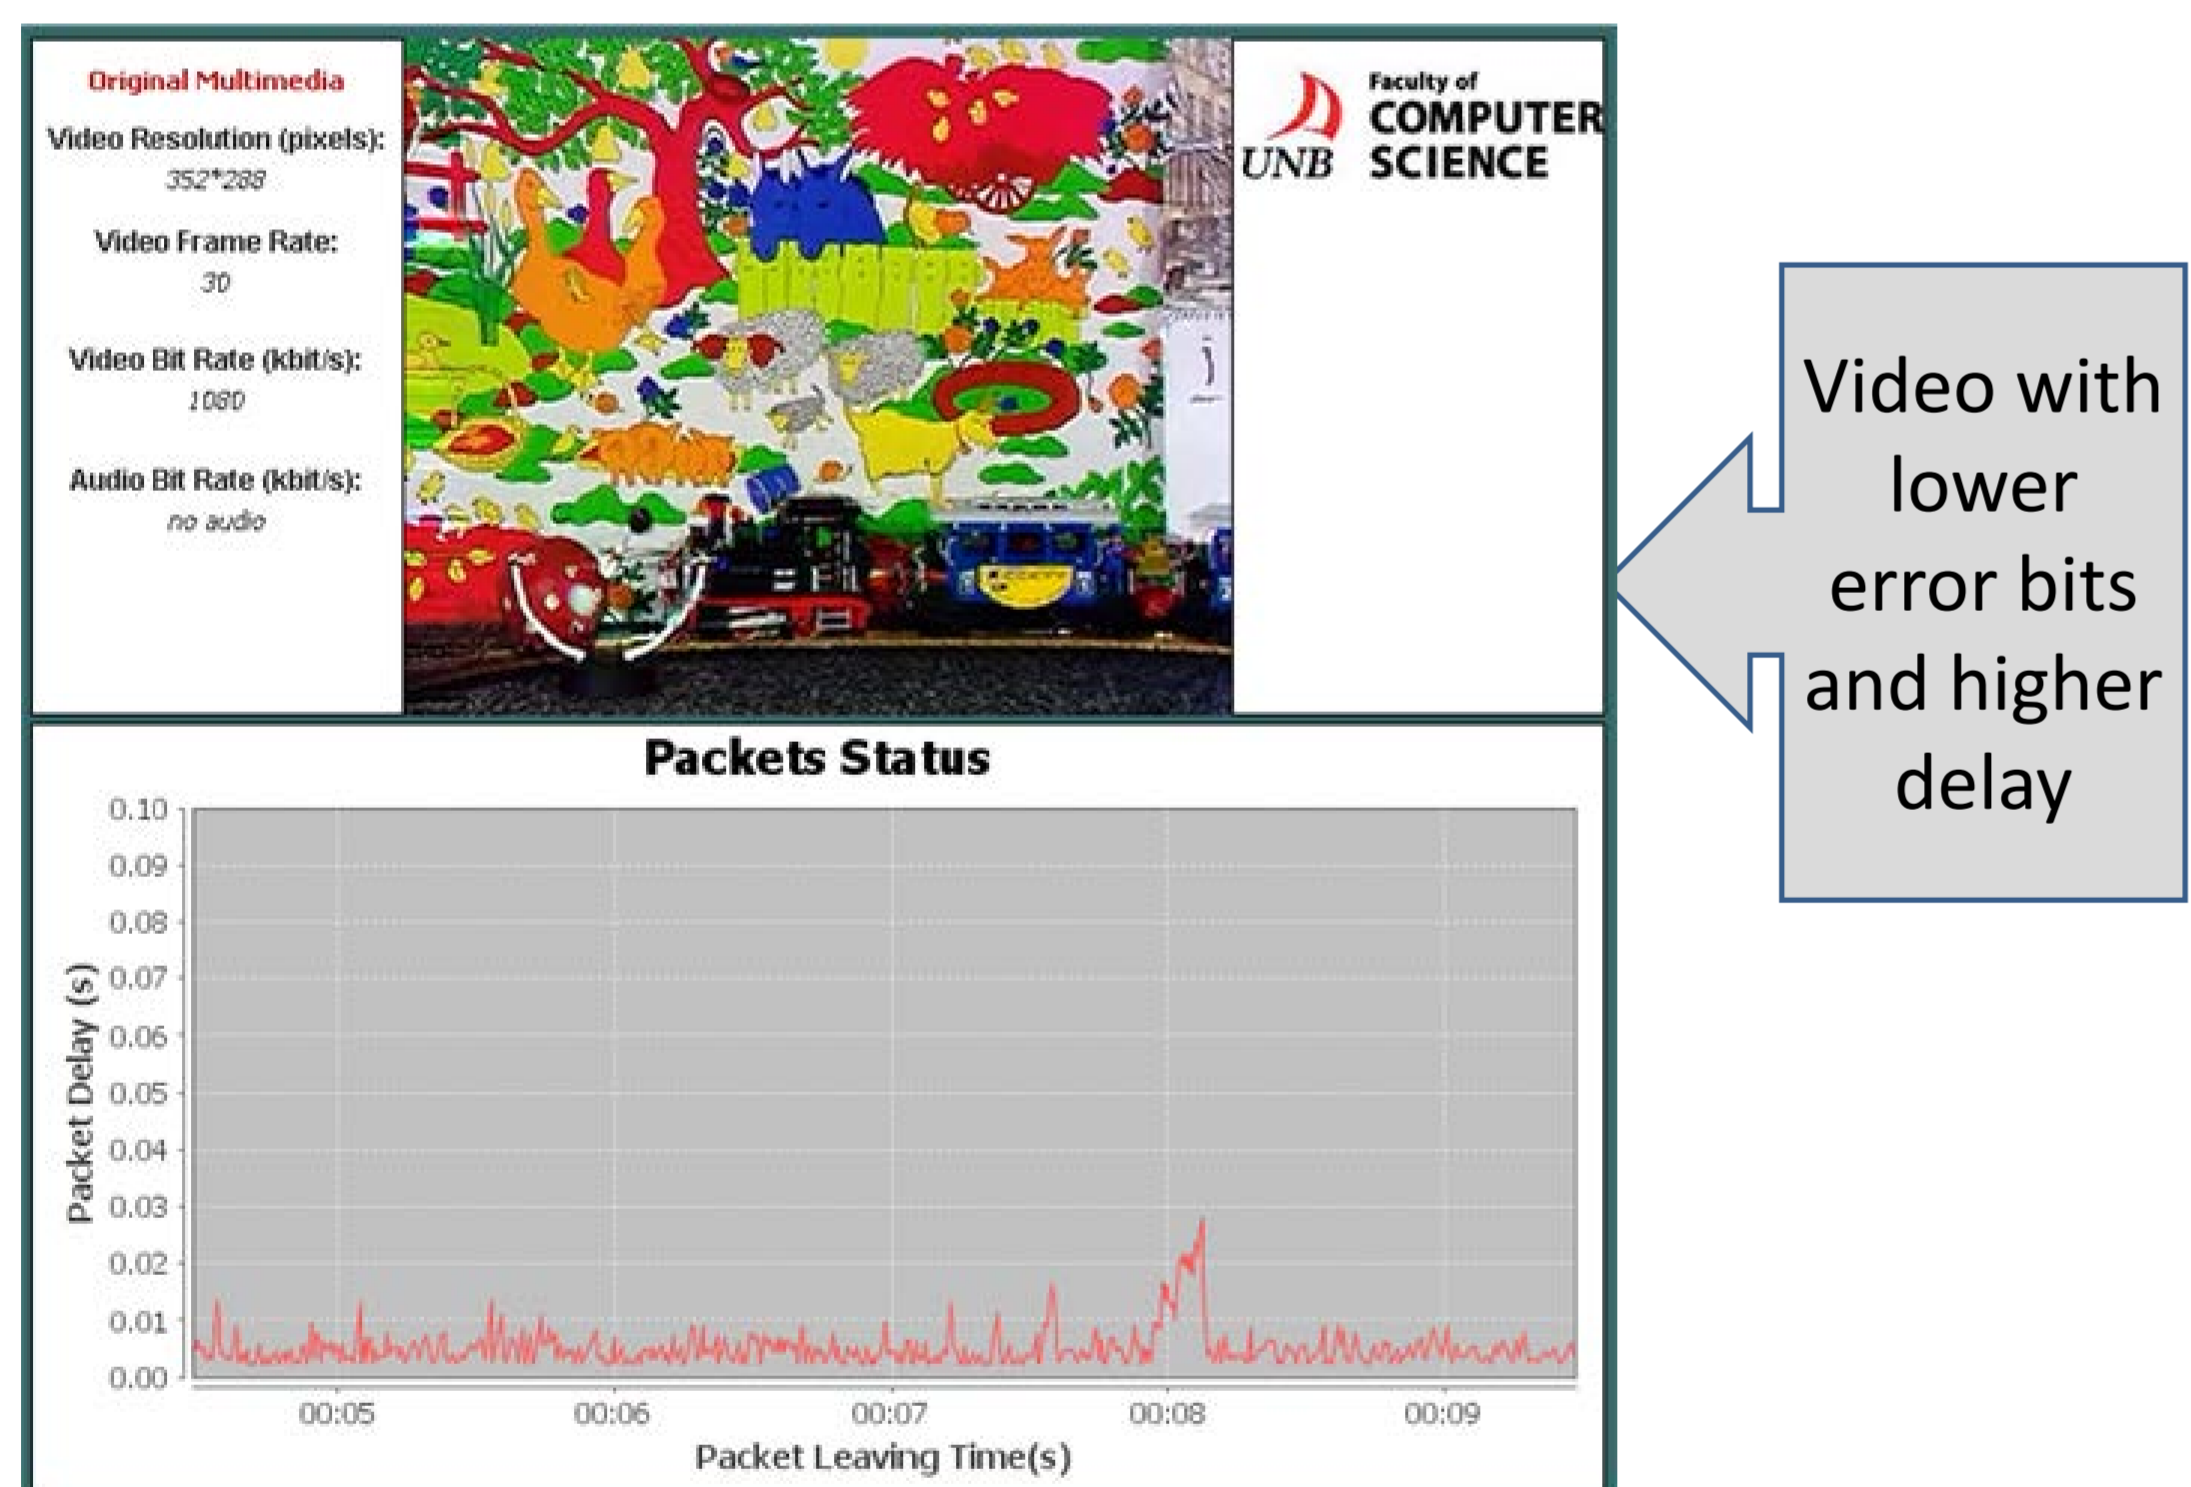 Original Multimedia
Video Resolution (pixels):
352*288
Video Frame Rate:
30
Video Bit Rate (kbit/s):
1080
Audio Bit Rate (kbit/s):
no audio
UNB
Faculty of
COMPUTER
SCIENCE
Video with
lower
error bits
and higher
delay
Packets Status
Packet Delay (s)
0.10
0.09
0.08
0.07
0.06
0.05
0.04
0.03
0.02
0.01
0.00
00:05
00:06
00:07
00:08
00:09
Packet Leaving Time(s)